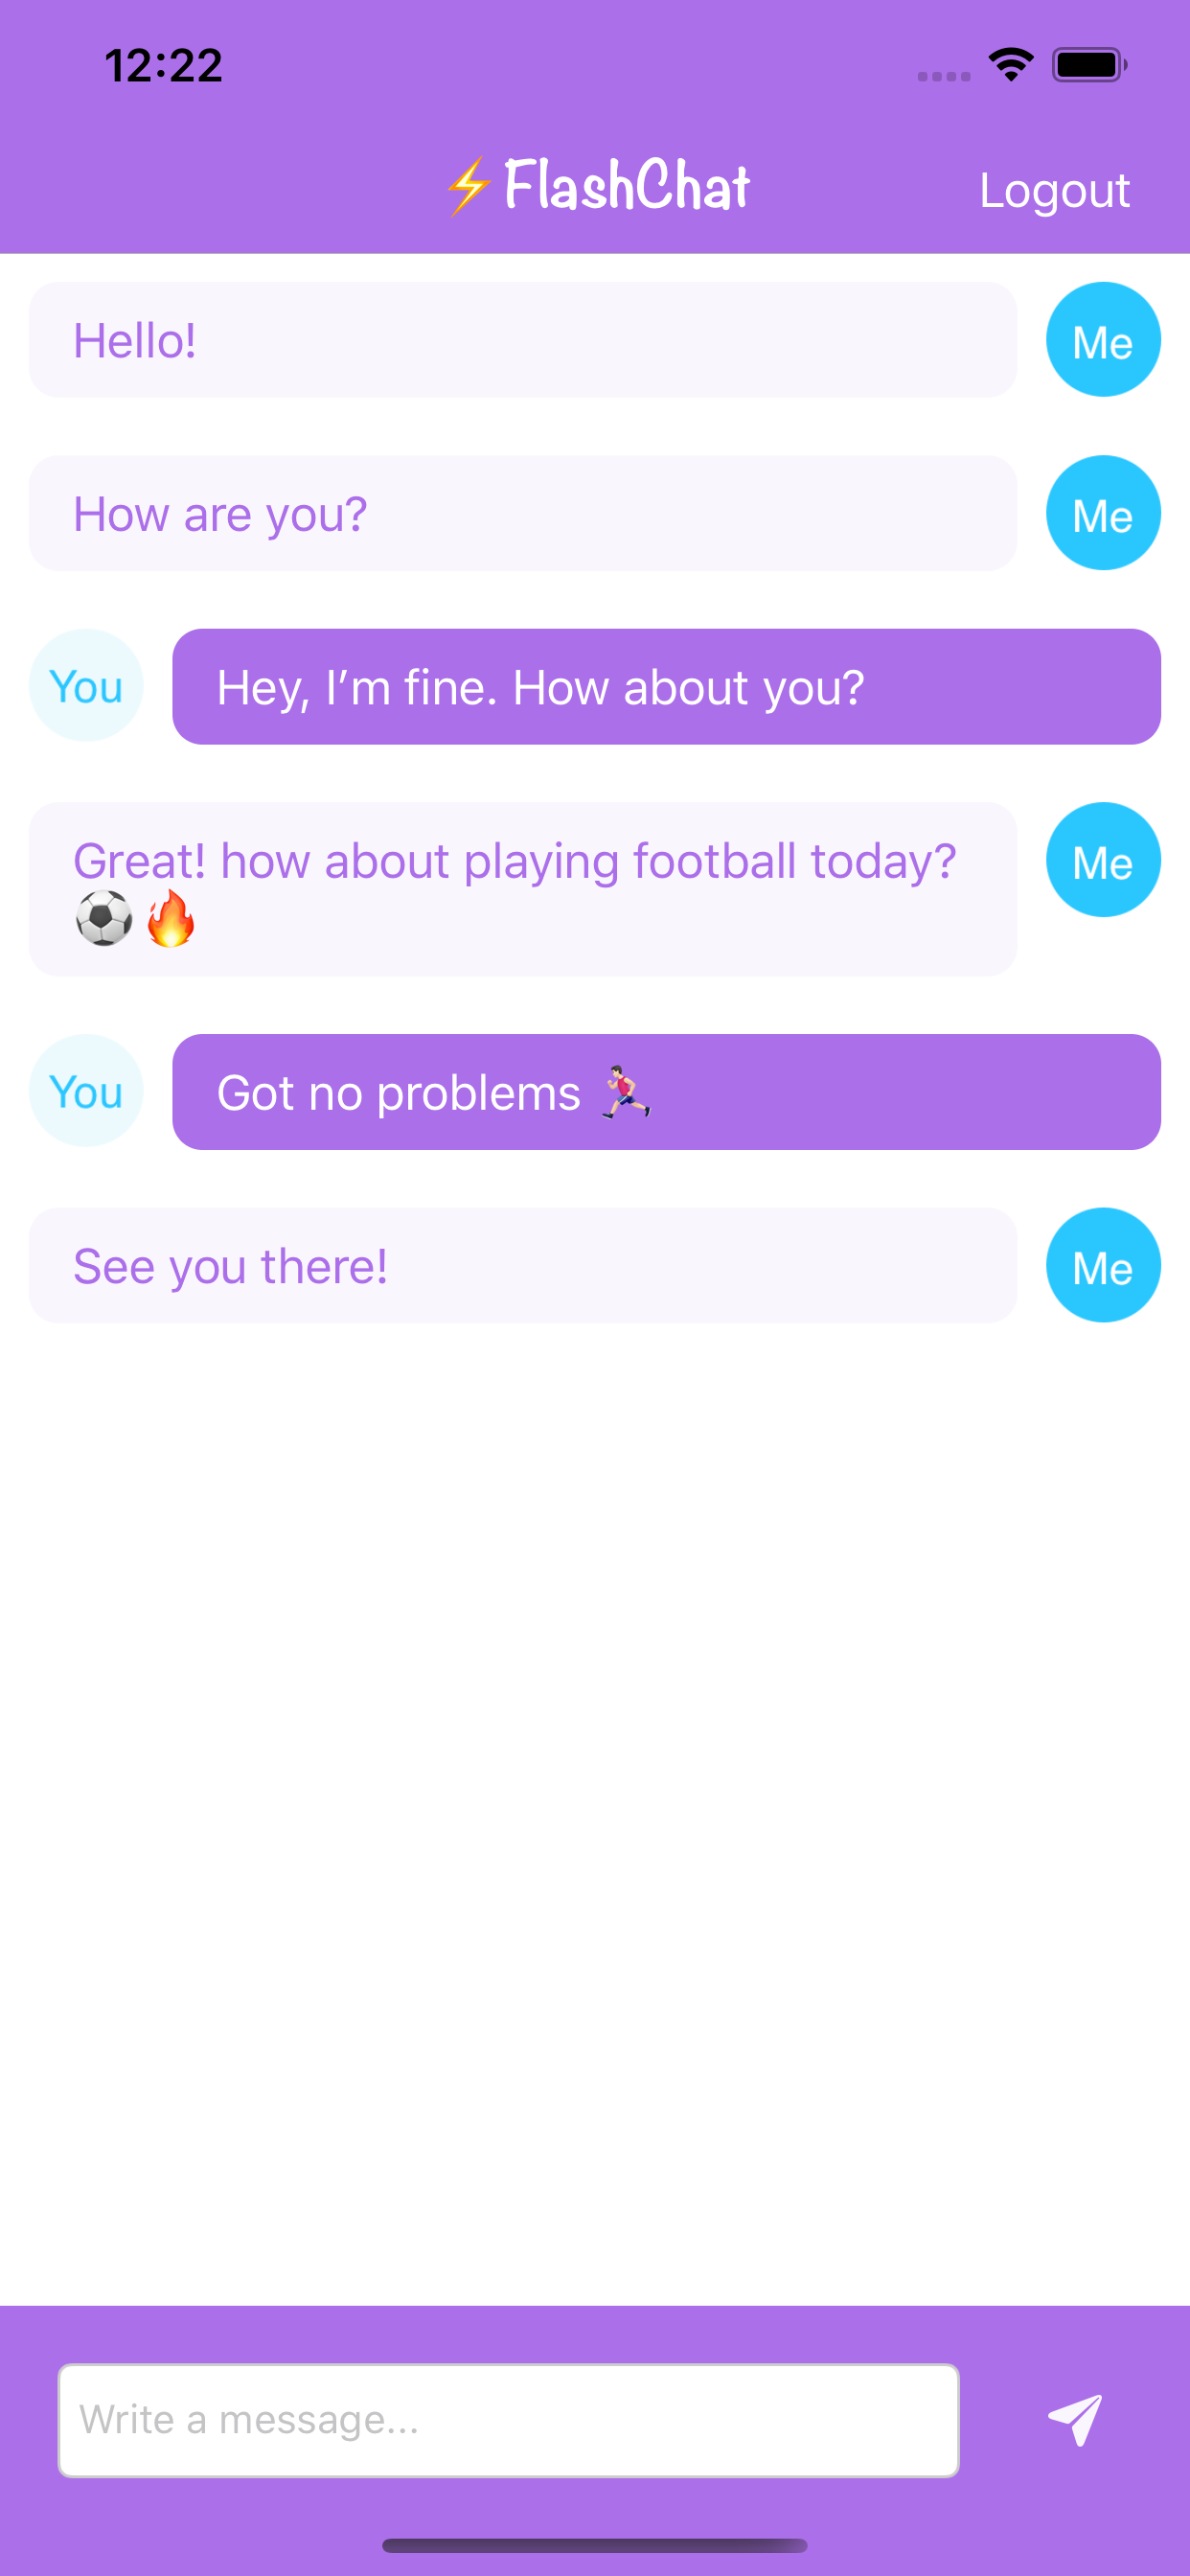 12:22
⚡FlashChat
Logout
Hello!
Me
How are you?
Me
You
Hey, I’m fine. How about you?
Great! how about playing football today?
⚽🔥
Me
You
Got no problems 🏃🏻‍♂️
See you there!
Me
Write a message...